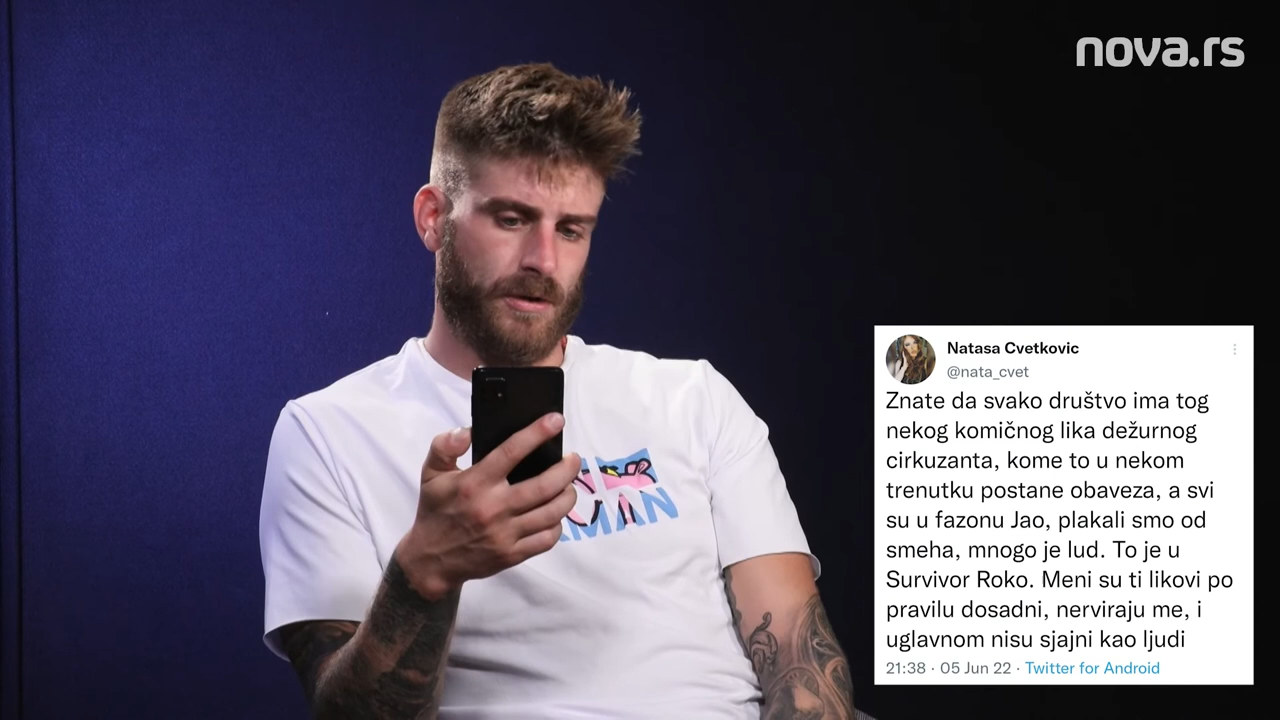 nova.rs
Natasa Cvetkovic
@nata_cvet
Znate da svako društvo ima tog
nekog komičnog lika dežurnog
cirkuzanta, kome to u nekom
trenutku postane obaveza, a svi
su u fazonu Jao, plakali smo od
smeha, mnogo je lud. To je u
Survivor Roko. Meni su ti likovi po
pravilu dosadni, nerviraju me, i
uglavnom nisu sjajni kao ljudi
21:38 · 05 Jun 22 · Twitter for Android